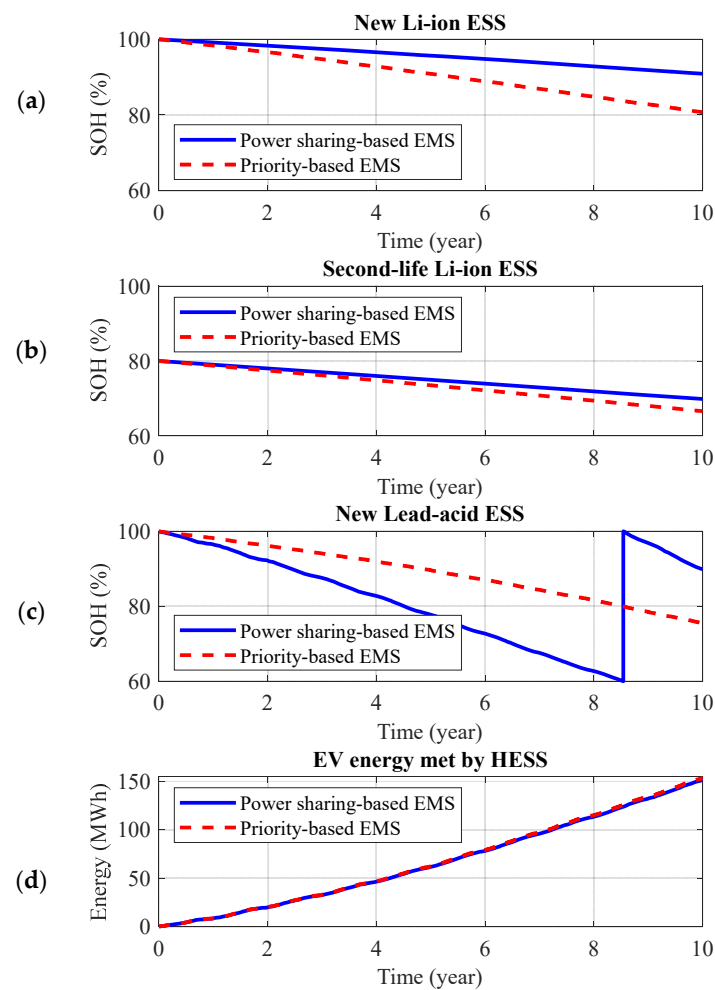 New Li-ion ESS
(a)
SOH (%)
100
80
60
Power sharing-based EMS
Priority-based EMS
0 2 4 6 8 10
Time (year)
Second-life Li-ion ESS
(b)
SOH (%)
100
80
60
Power sharing-based EMS
Priority-based EMS
0 2 4 6 8 10
Time (year)
New Lead-acid ESS
(c)
SOH (%)
100
80
60
Power sharing-based EMS
Priority-based EMS
0 2 4 6 8 10
Time (year)
EV energy met by HESS
(d)
Energy (MWh)
150
100
50
0
Power sharing-based EMS
Priority-based EMS
0 2 4 6 8 10
Time (year)